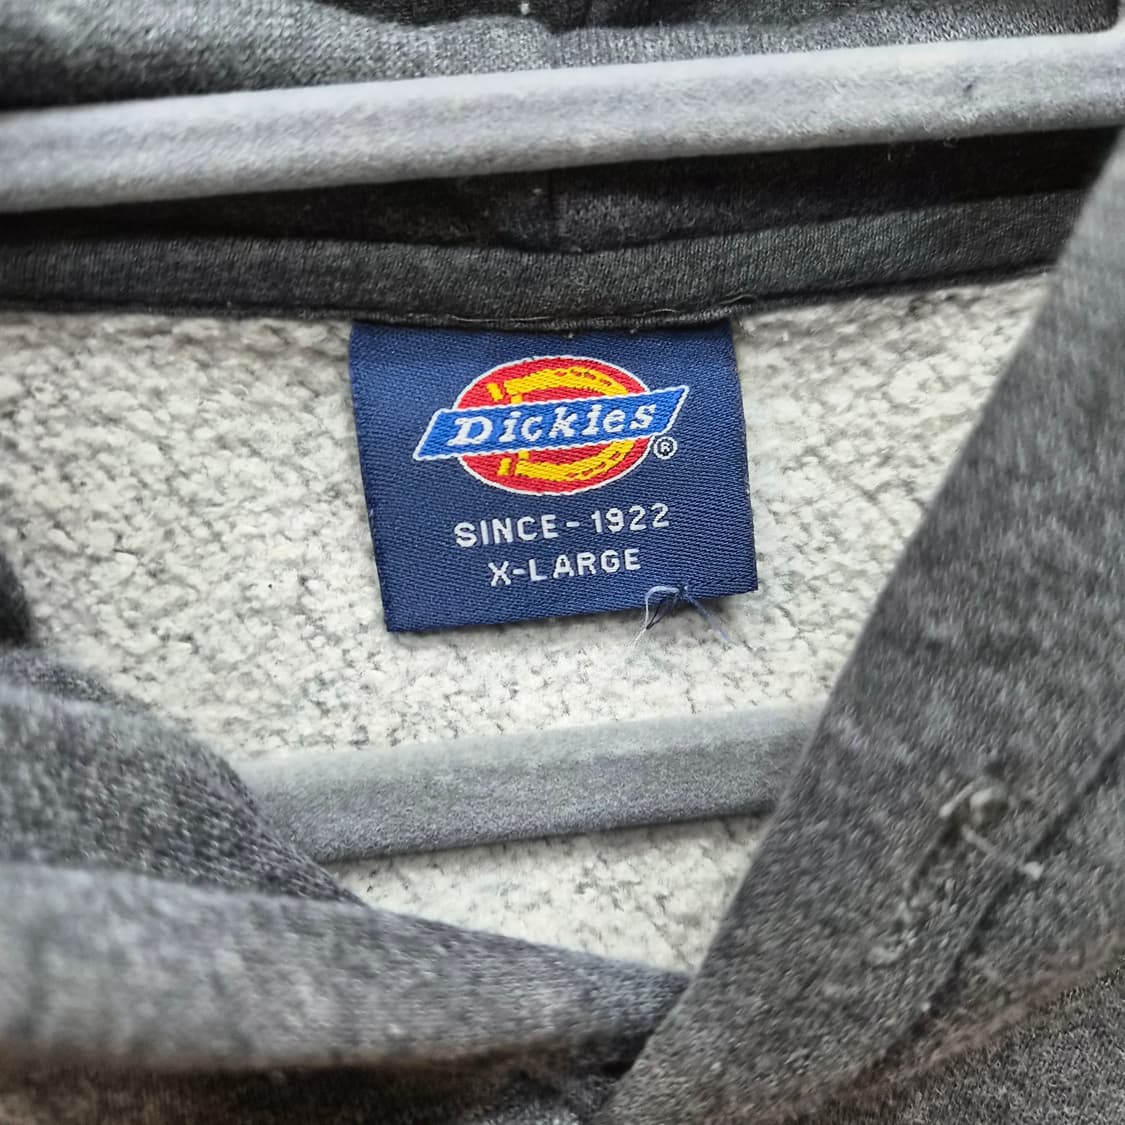 Dickies®
SINCE - 1922
X-LARGE